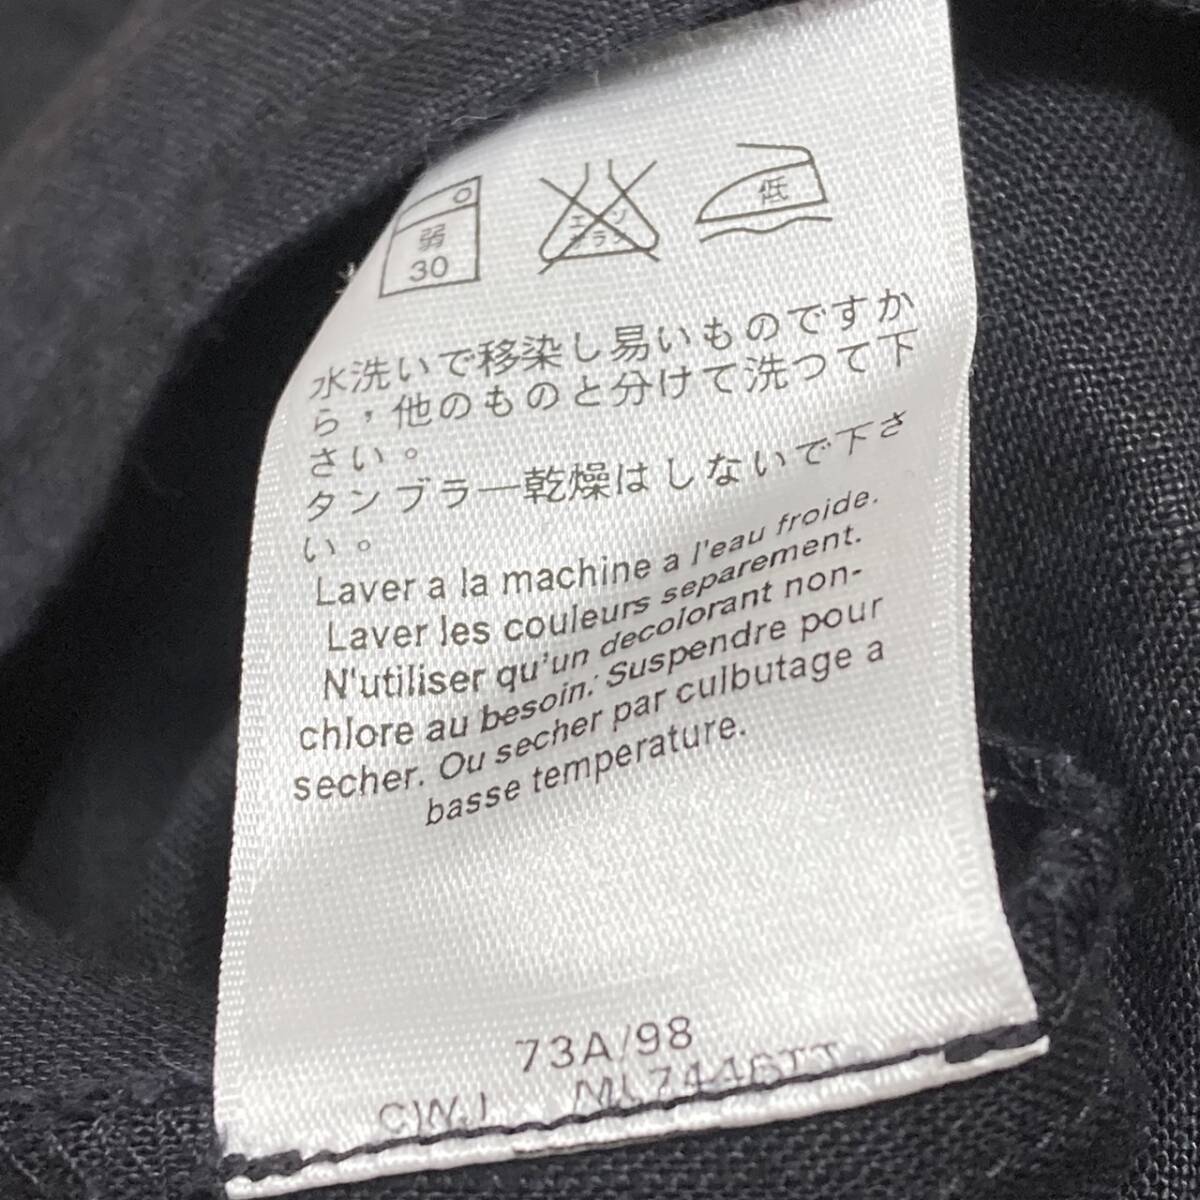 弱
30
エンソ
低
水洗いで移染し易いものですか
ら，他のものと分けて洗つて下
さい。
タンブラー乾燥はしないで下さ
い。
Laver a la machine a l'eau froide.
Laver les couleurs separement.
N'utiliser qu'un decolorant non-
chlore au besoin. Suspendre pour
secher. Ou secher par culbutage a
basse temperature.
73A/98